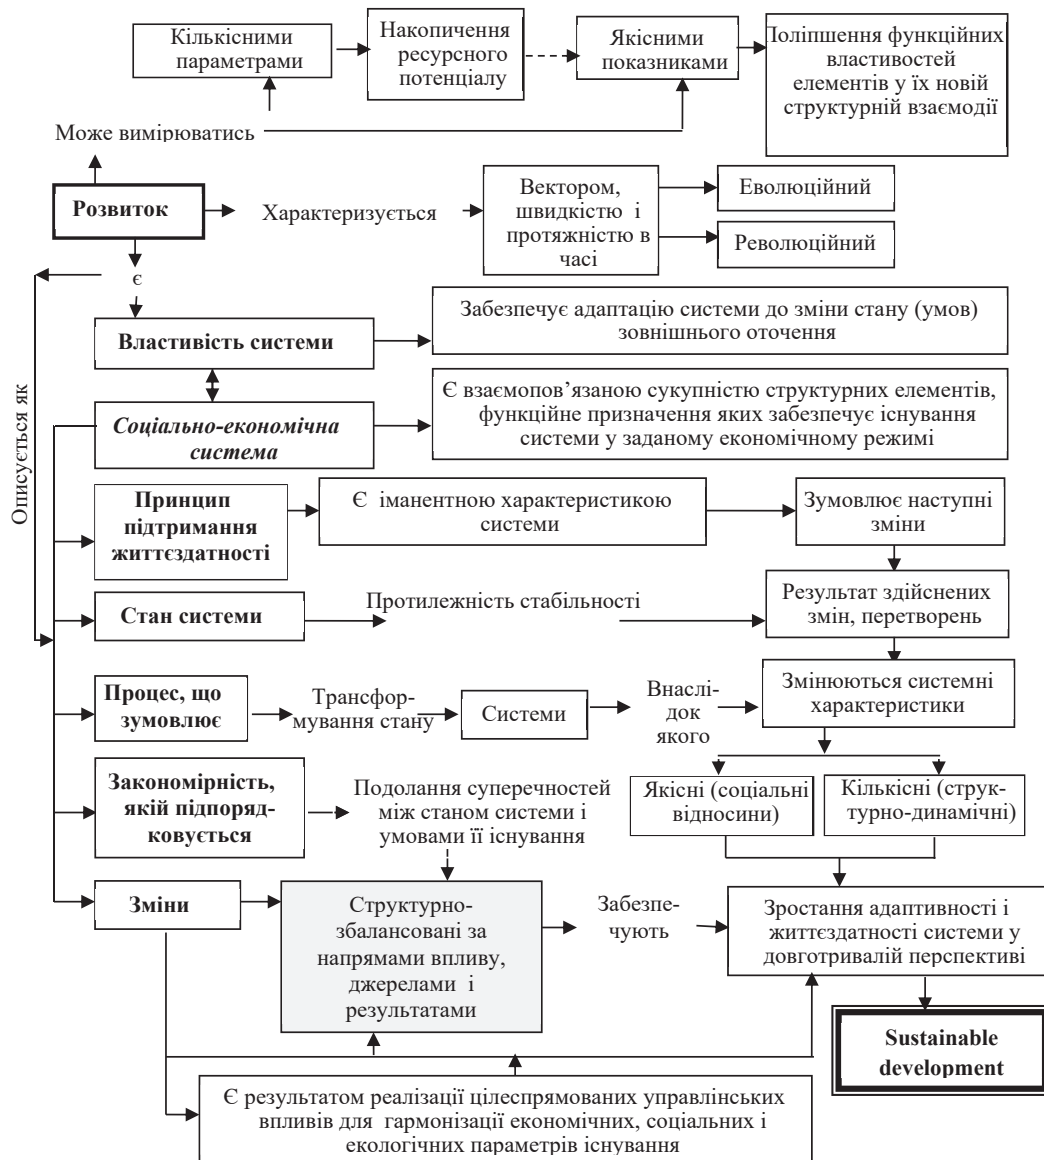 Кількісними
параметрами
Накопичення
ресурсного
потенціалу
Якісними
показниками
Поліпшення функційних
властивостей
елементів у їх новій
структурній взаємодії
Може вимірюватись
Розвиток
Характеризується
Вектором,
швидкістю і
протяжністю в
часі
Еволюційний
Революційний
є
Описується як
Властивість системи
Забезпечує адаптацію системи до зміни стану (умов)
зовнішнього оточення
Соціально-економічна
система
Є взаємопов’язаною сукупністю структурних елементів,
функційне призначення яких забезпечує існування
системи у заданому економічному режимі
Принцип
підтримання
життєздатності
Є іманентною характеристикою
системи
Зумовлює наступні
зміни
Стан системи
Протилежність стабільності
Результат здійснених
змін, перетворень
Процес, що
зумовлює
Трансфор-
мування стану
Системи
Внаслі-
док
якого
Змінюються системні
характеристики
Якісні (соціальні
відносини)
Кількісні (струк-
турно-динамічні)
Закономірність,
якій підпоряд-
ковується
Подолання суперечностей
між станом системи і
умовами її існування
Зміни
Структурно-
збалансовані за
напрямами впливу,
джерелами і
результатами
Забезпе-
чують
Зростання адаптивності і
життєздатності системи у
довготривалій перспективі
Sustainable
development
Є результатом реалізації цілеспрямованих управлінських
впливів для гармонізації економічних, соціальних і
екологічних параметрів існування